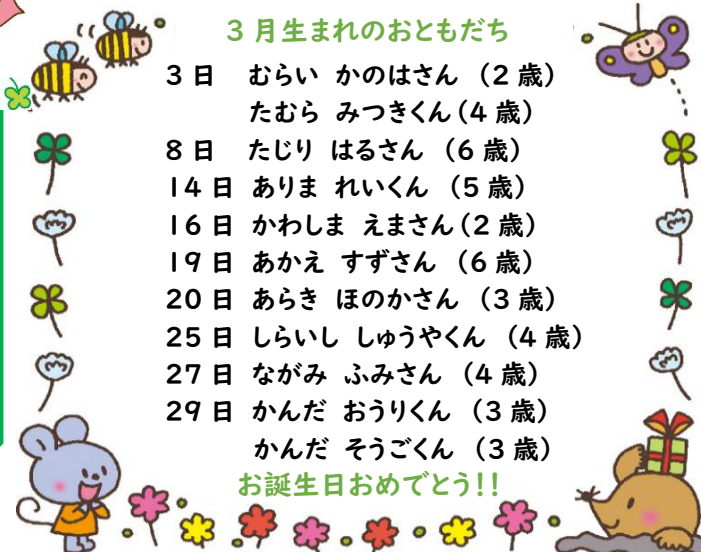 3月生まれのおともだち
3日 むらい かのはさん (2歳)
たむら みつきくん(4歳)
8日 たじり はるさん (6歳)
14日 ありま れいくん (5歳)
16日 かわしま えまさん(2歳)
19日 あかえ すずさん (6歳)
20日 あらき ほのかさん (3歳)
25日 しらいし しゅうやくん (4歳)
27日 ながみ ふみさん (4歳)
29日 かんだ おうりくん (3歳)
かんだ そうごくん (3歳)
お誕生日おめでとう!!